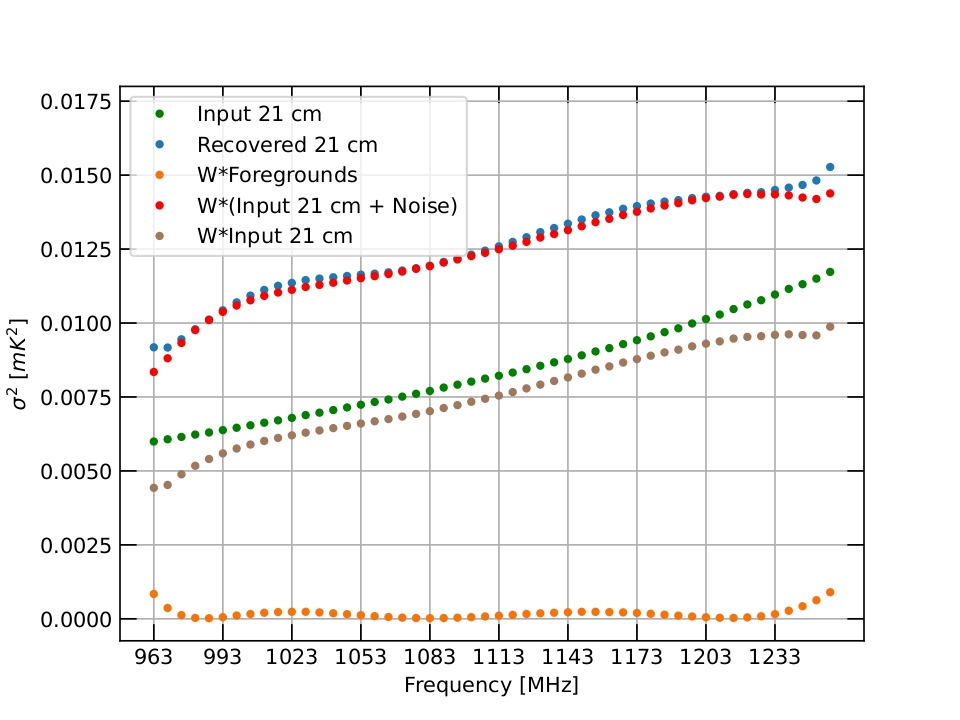 0.0175
0.0150
0.0125
0.0100
0.0075
0.0050
0.0025
0.0000
σ² [mK²]
Input 21 cm
Recovered 21 cm
W*Foregrounds
W*(Input 21 cm + Noise)
W*Input 21 cm
963 993 1023 1053 1083 1113 1143 1173 1203 1233
Frequency [MHz]